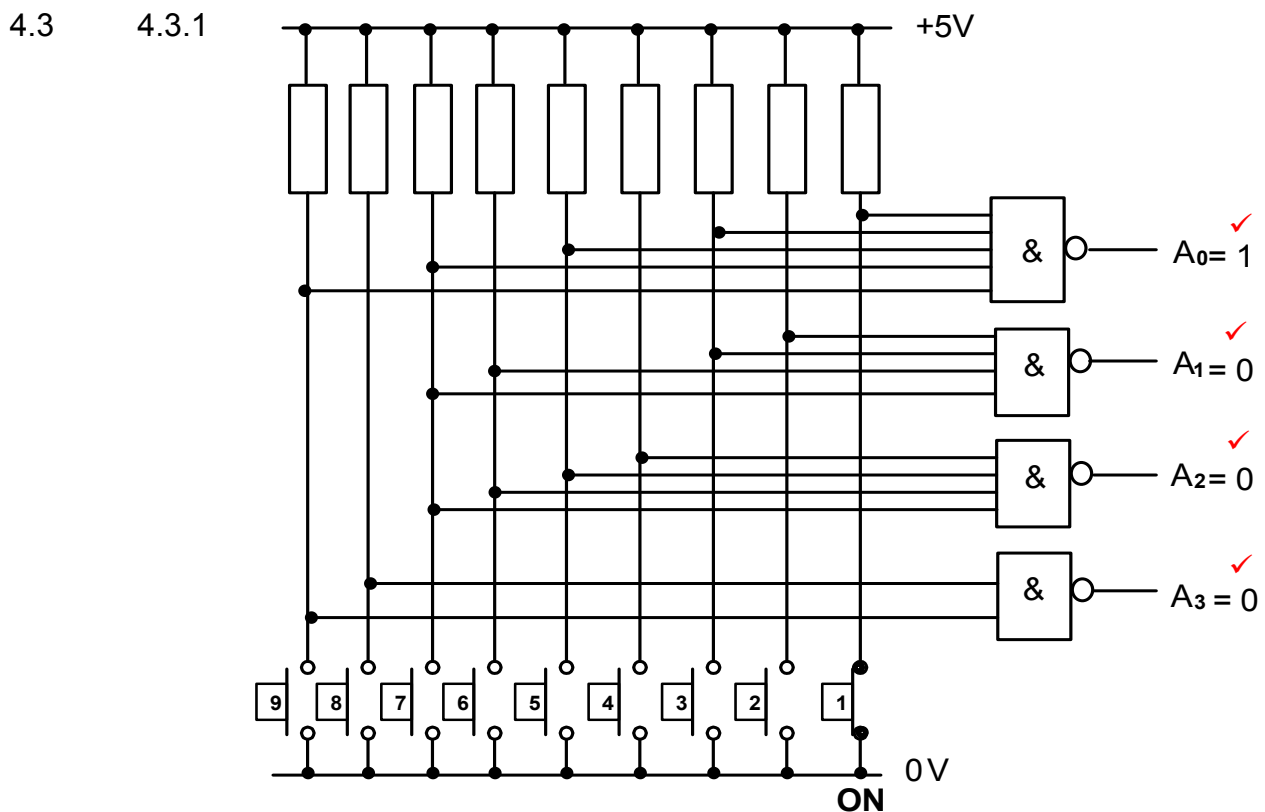 4.3 4.3.1 +5V
& A0= 1
& A1= 0
& A2= 0
& A3 = 0
9 8 7 6 5 4 3 2 1
0V
ON